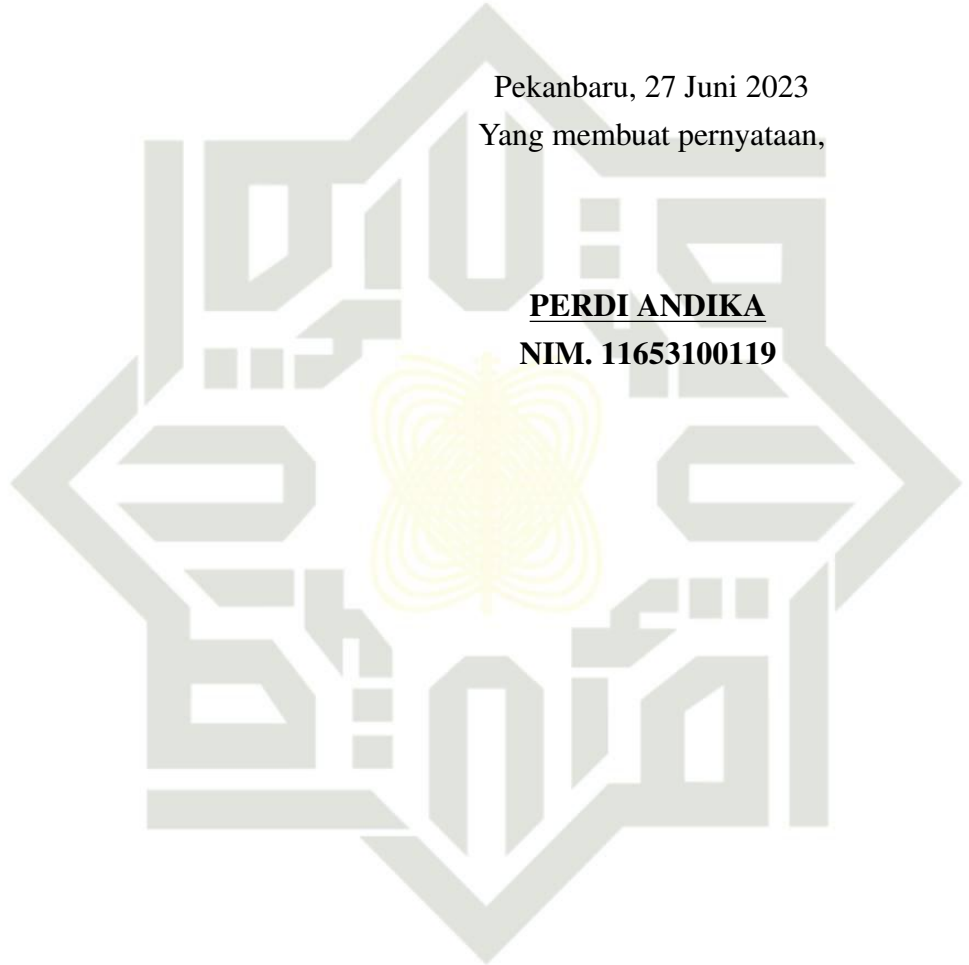 Pekanbaru, 27 Juni 2023
Yang membuat pernyataan,
PERDI ANDIKA
NIM. 11653100119